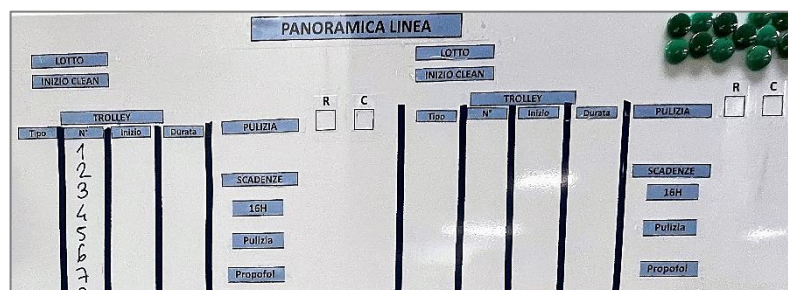 PANORAMICA LINEA
LOTTO
INIZIO CLEAN
R C
TROLLEY
Tipo N° Inizio Durata
PULIZIA
1
2
3
4
5
6
7
SCADENZE
16H
Pulizia
Propofol
LOTTO
INIZIO CLEAN
R C
TROLLEY
Tipo N° Inizio Durata
PULIZIA
SCADENZE
16H
Pulizia
Propofol